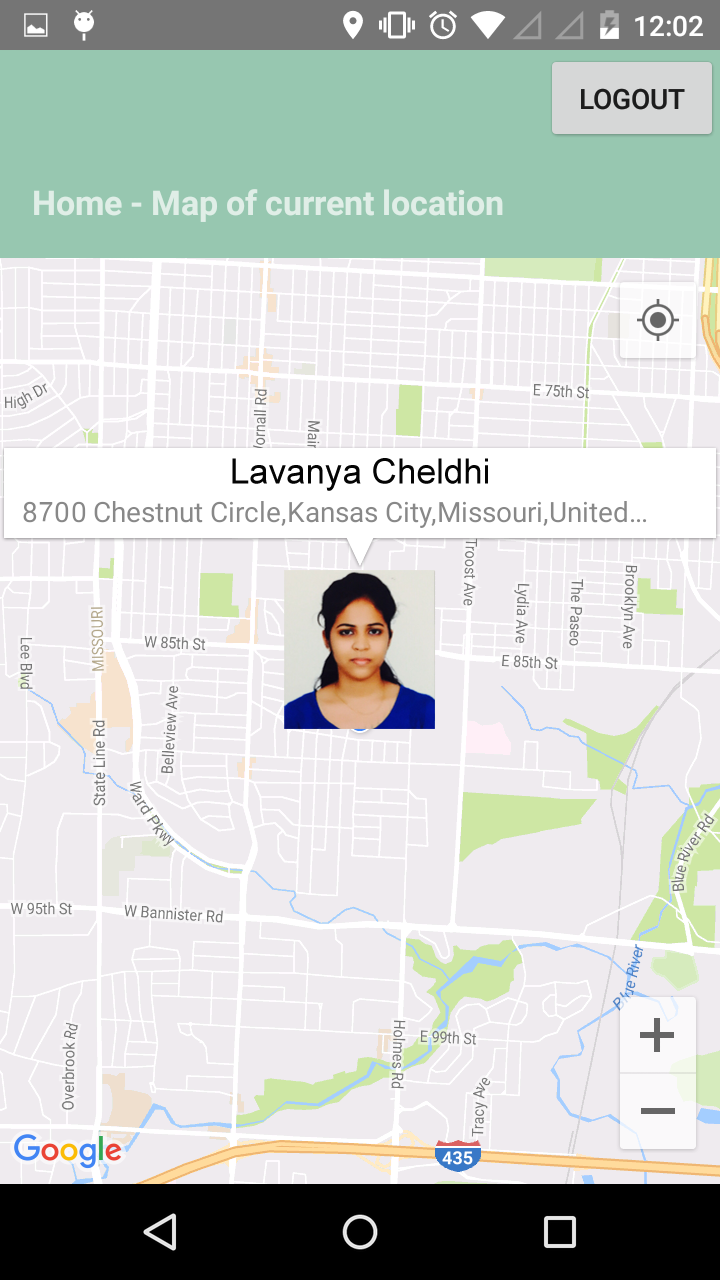 12:02
LOGOUT
Home - Map of current location
E 75th St
High Dr
Wornall Rd
Lavanya Cheldhi
8700 Chestnut Circle,Kansas City,Missouri,United...
Troost Ave
Lydia Ave
The Paseo
Brooklyn Ave
MISSOURI
W 85th St
E 85th St
Lee Blvd
Belleview Ave
State Line Rd
Ward Pkwy
Blue River Rd
W 95th St
W Bannister Rd
Blue River
Overbrook Rd
Holmes Rd
E 99th St
Tracy Ave
Google
435